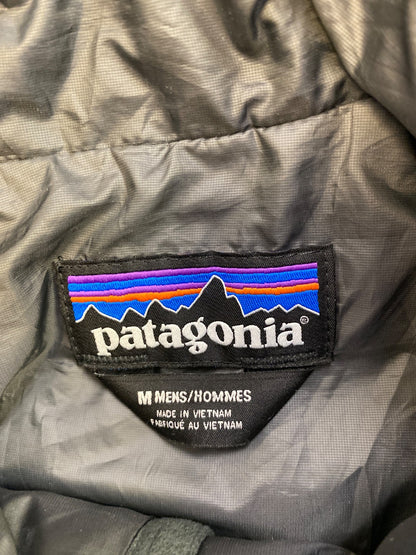 patagonia®
M MENS/HOMMES
MADE IN VIETNAM
FABRIQUÉ AU VIETNAM